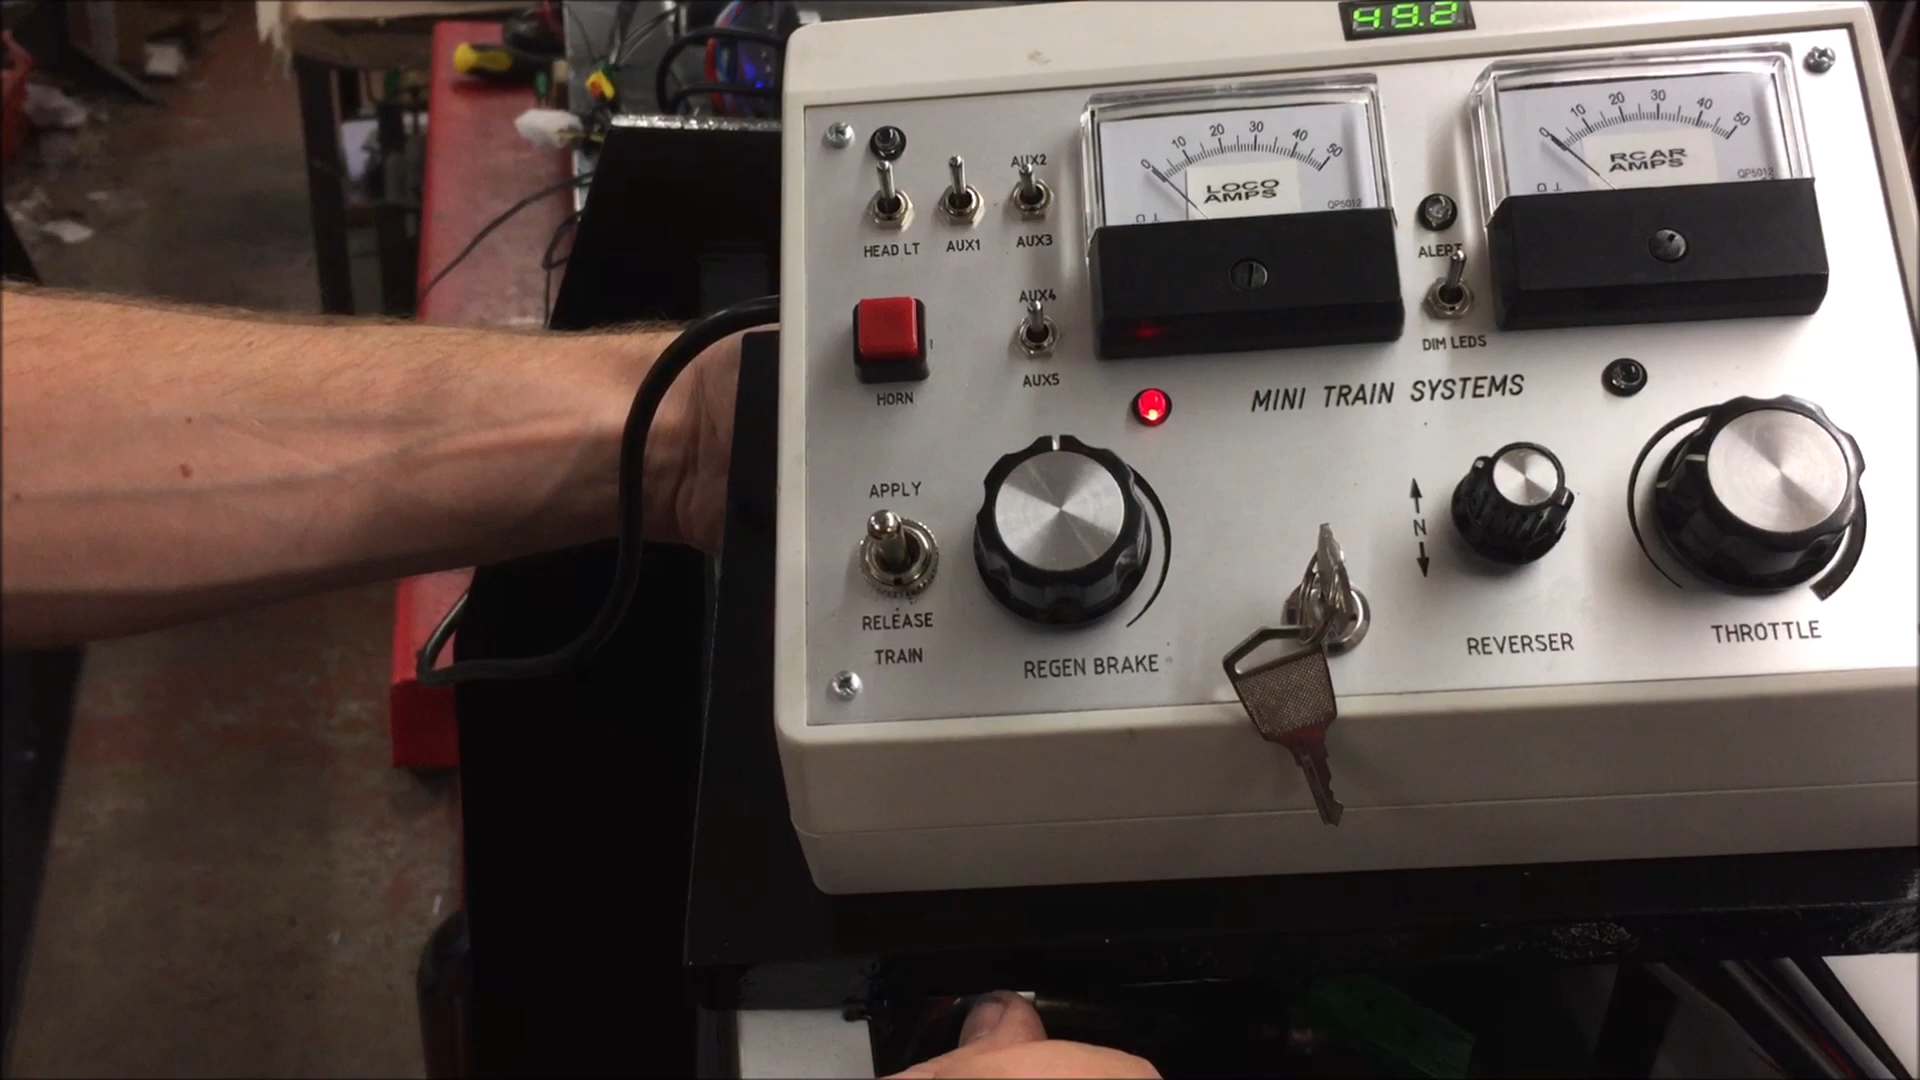 49.2
0 10 20 30 40 50
LOCO
AMPS
QP5012
0 10 20 30 40 50
RCAR
AMPS
QP5012
AUX2
HEAD LT
AUX1
AUX3
ALERT
AUX4
DIM LEDS
AUX5
HORN
MINI TRAIN SYSTEMS
APPLY
N
RELEASE
TRAIN
REGEN BRAKE
REVERSER
THROTTLE